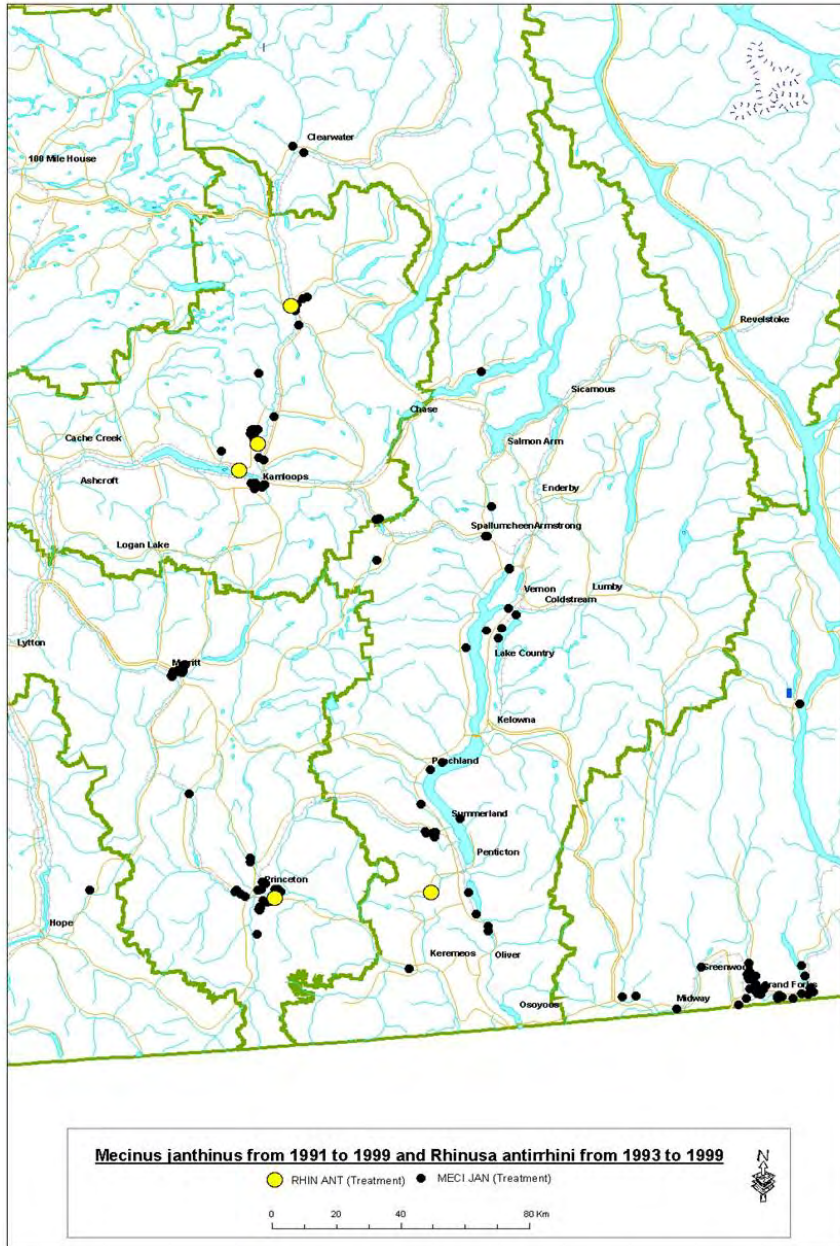 Clearwater
100 Mile House
Revelstoke
Sicamous
Chase
Cache Creek
Salmon Arm
Ashcroft
Kamloops
Enderby
Spallumcheen Armstrong
Logan Lake
Vernon
Lumby
Coldstream
Lytton
Lake Country
Merritt
Kelowna
Peachland
Summerland
Penticton
Princeton
Hope
Keremeos
Oliver
Greenwood
Grand Forks
Osoyoos
Midway
Mecinus janthinus from 1991 to 1999 and Rhinusa antirrhini from 1993 to 1999
RHIN ANT (Treatment) MECI JAN (Treatment)
N
0 20 40 60 80 Km